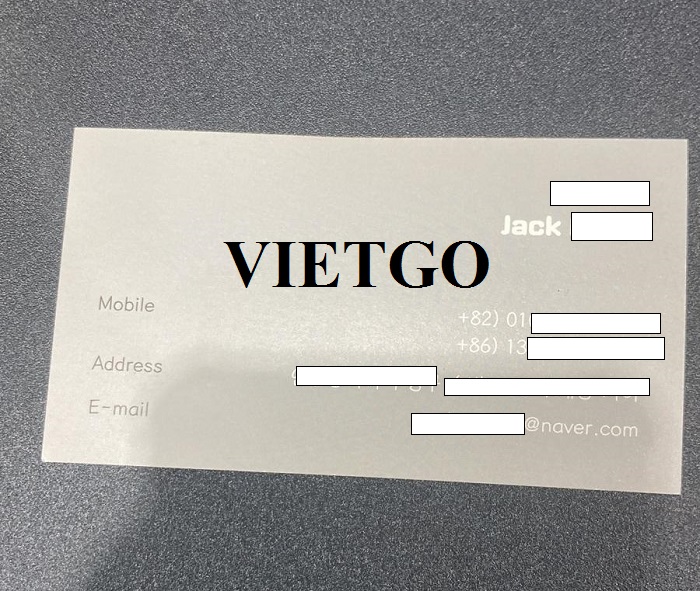 Jack
VIETGO
Mobile
+82) 01
+86) 13
Address
E-mail
@naver.com